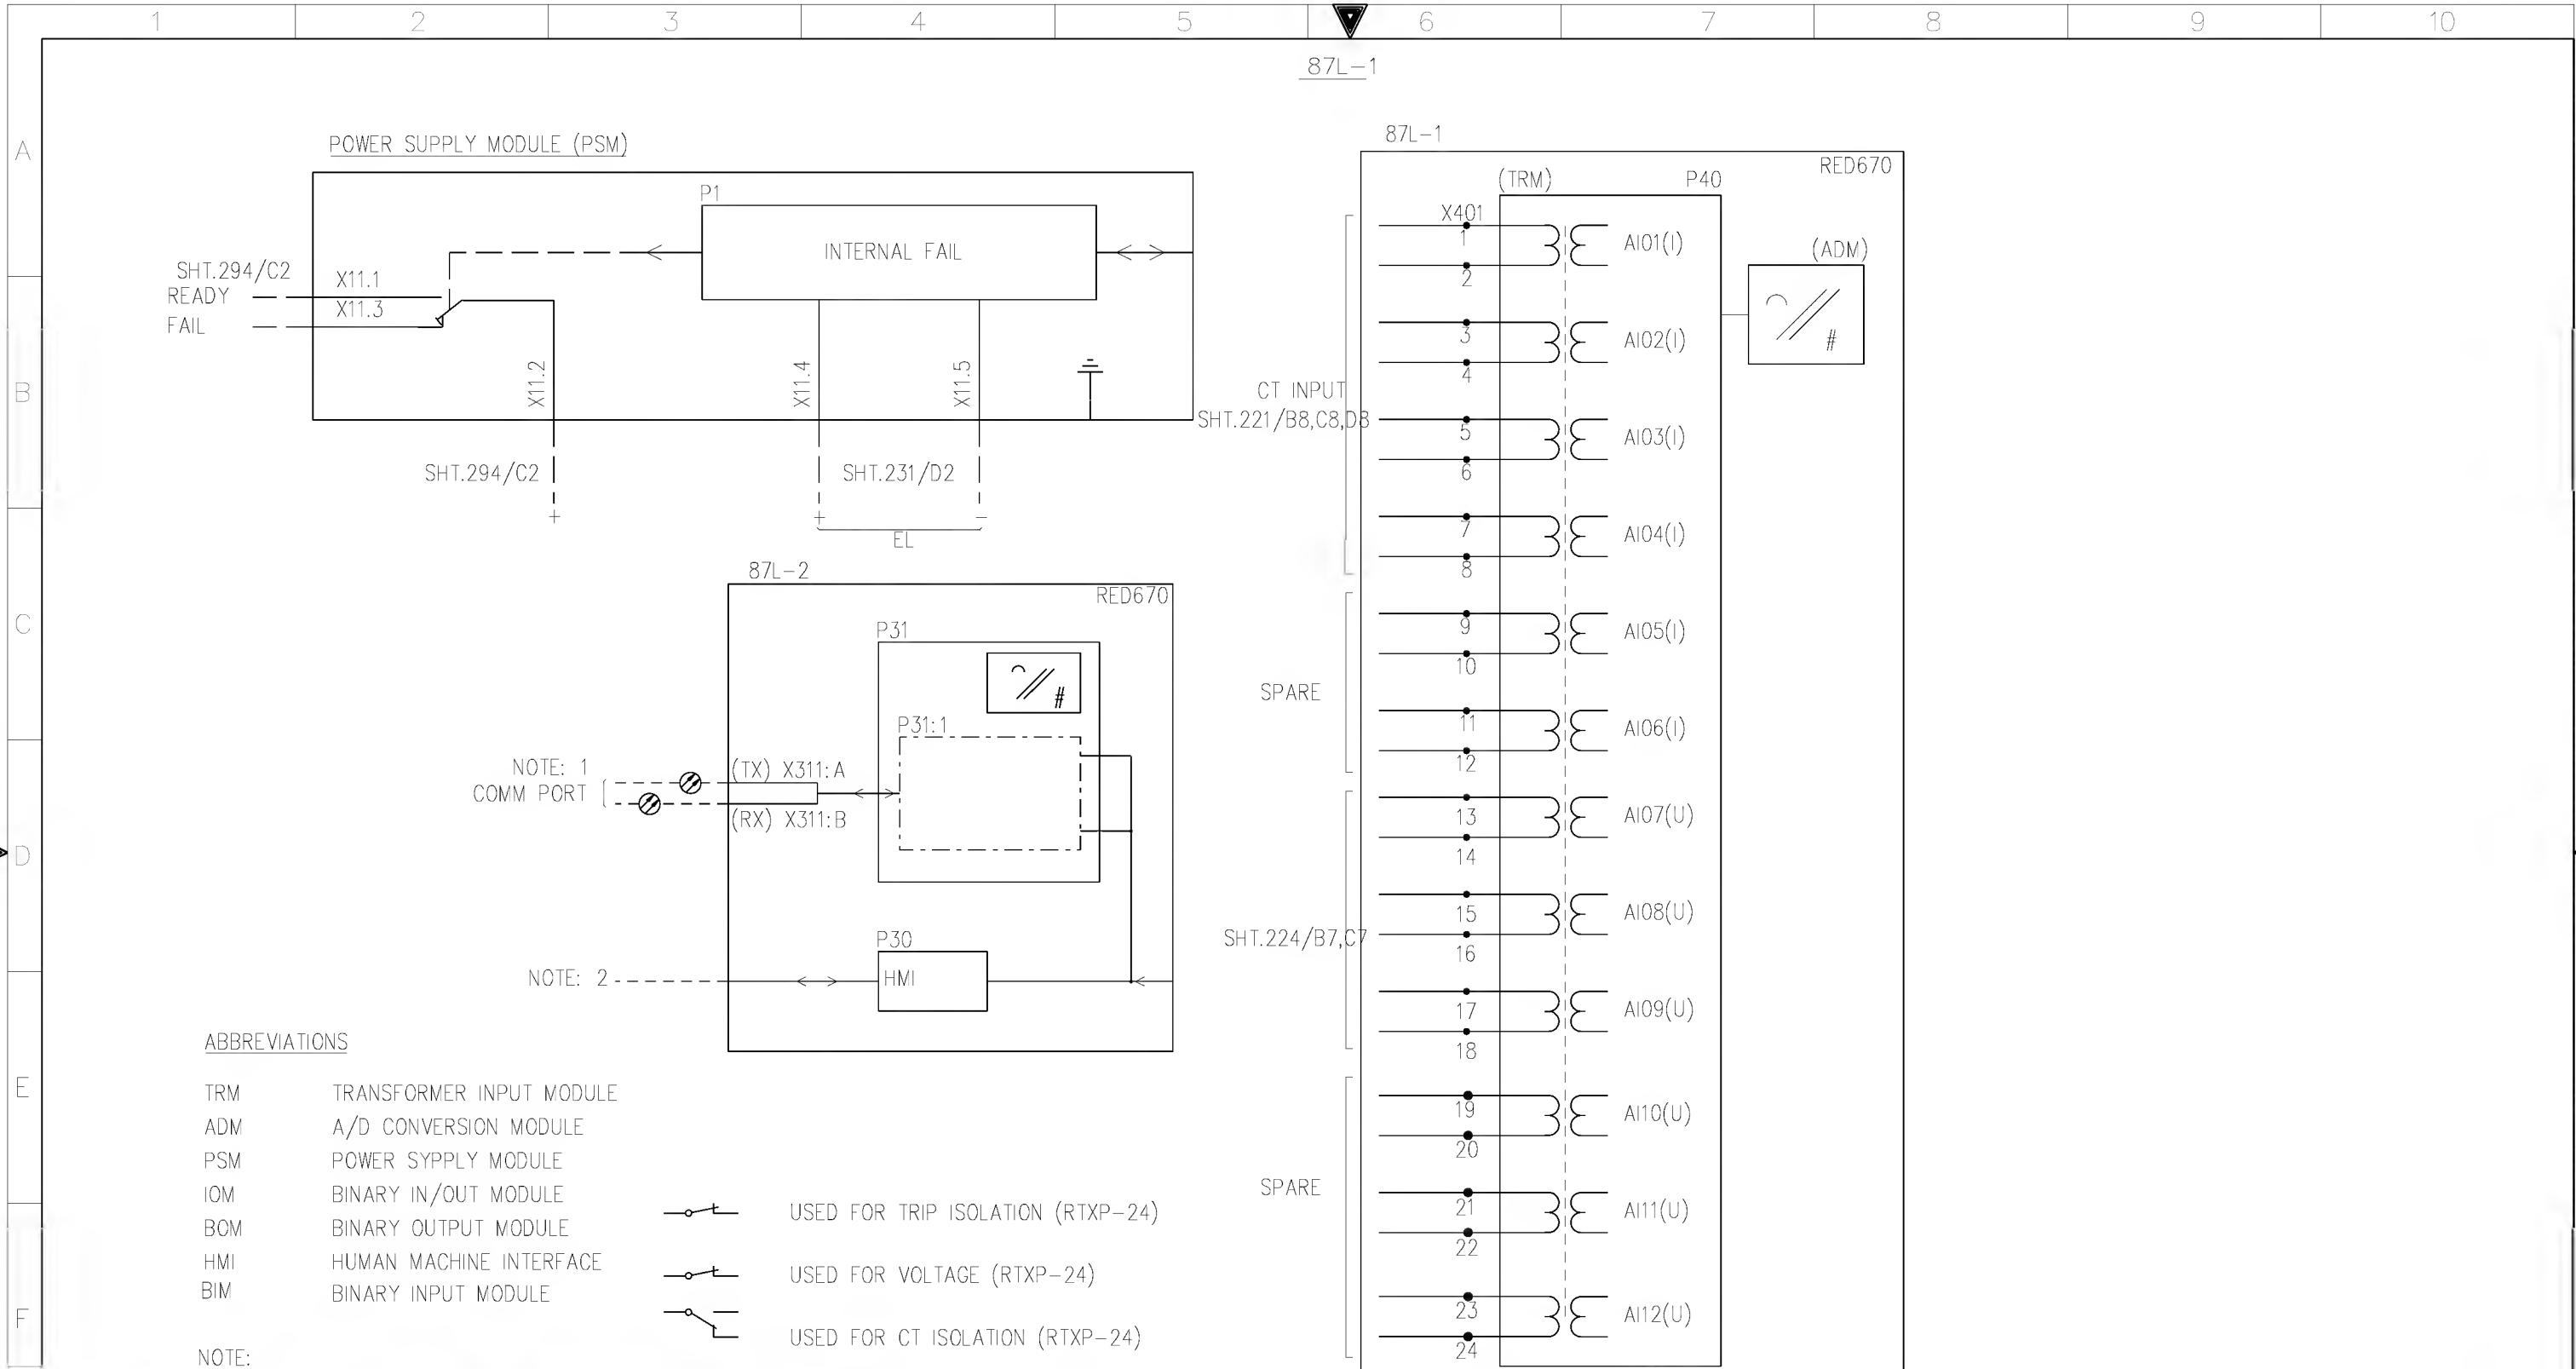 1 2 3 4 5 6 7 8 9 10
87L-1
A
B
C
D
E
F
POWER SUPPLY MODULE (PSM)
P1
INTERNAL FAIL
SHT.294/C2
READY
FAIL
X11.1
X11.3
X11.2
X11.4
X11.5
SHT.294/C2
SHT.231/D2
+
+
-
EL
87L-2
RED670
P31
#
P31:1
NOTE: 1
COMM PORT
(TX) X311:A
(RX) X311:B
P30
NOTE: 2
HMI
ABBREVIATIONS
TRM TRANSFORMER INPUT MODULE
ADM A/D CONVERSION MODULE
PSM POWER SYPPLY MODULE
IOM BINARY IN/OUT MODULE
BOM BINARY OUTPUT MODULE
HMI HUMAN MACHINE INTERFACE
BIM BINARY INPUT MODULE
USED FOR TRIP ISOLATION (RTXP-24)
USED FOR VOLTAGE (RTXP-24)
USED FOR CT ISOLATION (RTXP-24)
NOTE:
87L-1
RED670
(TRM) P40
X401
(ADM)
#
1
AI01(I)
2
3
AI02(I)
4
CT INPUT
SHT.221/B8,C8,D8
5
AI03(I)
6
7
AI04(I)
8
9
AI05(I)
10
SPARE
11
AI06(I)
12
13
AI07(U)
14
15
AI08(U)
SHT.224/B7,C7
16
17
AI09(U)
18
19
AI10(U)
20
SPARE
21
AI11(U)
22
23
AI12(U)
24